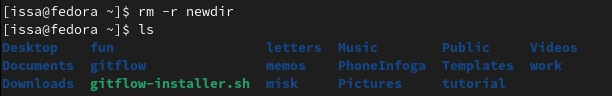 [issa@fedora ~]$ rm -r newdir
[issa@fedora ~]$ ls
Desktop    fun                   letters  Music        Public     Videos
Documents  gitflow               memos    PhoneInfoga  Templates  work
Downloads  gitflow-installer.sh  misk     Pictures     tutorial